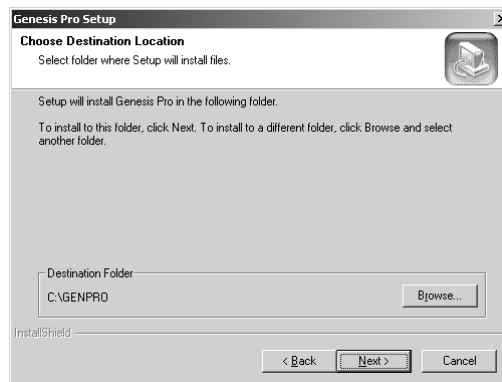 Genesis Pro Setup
Choose Destination Location
Select folder where Setup will install files.
Setup will install Genesis Pro in the following folder.
To install to this folder, click Next. To install to a different folder, click Browse and select
another folder.
Destination Folder
C:\GENPRO
Browse...
InstallShield
< Back
Next >
Cancel